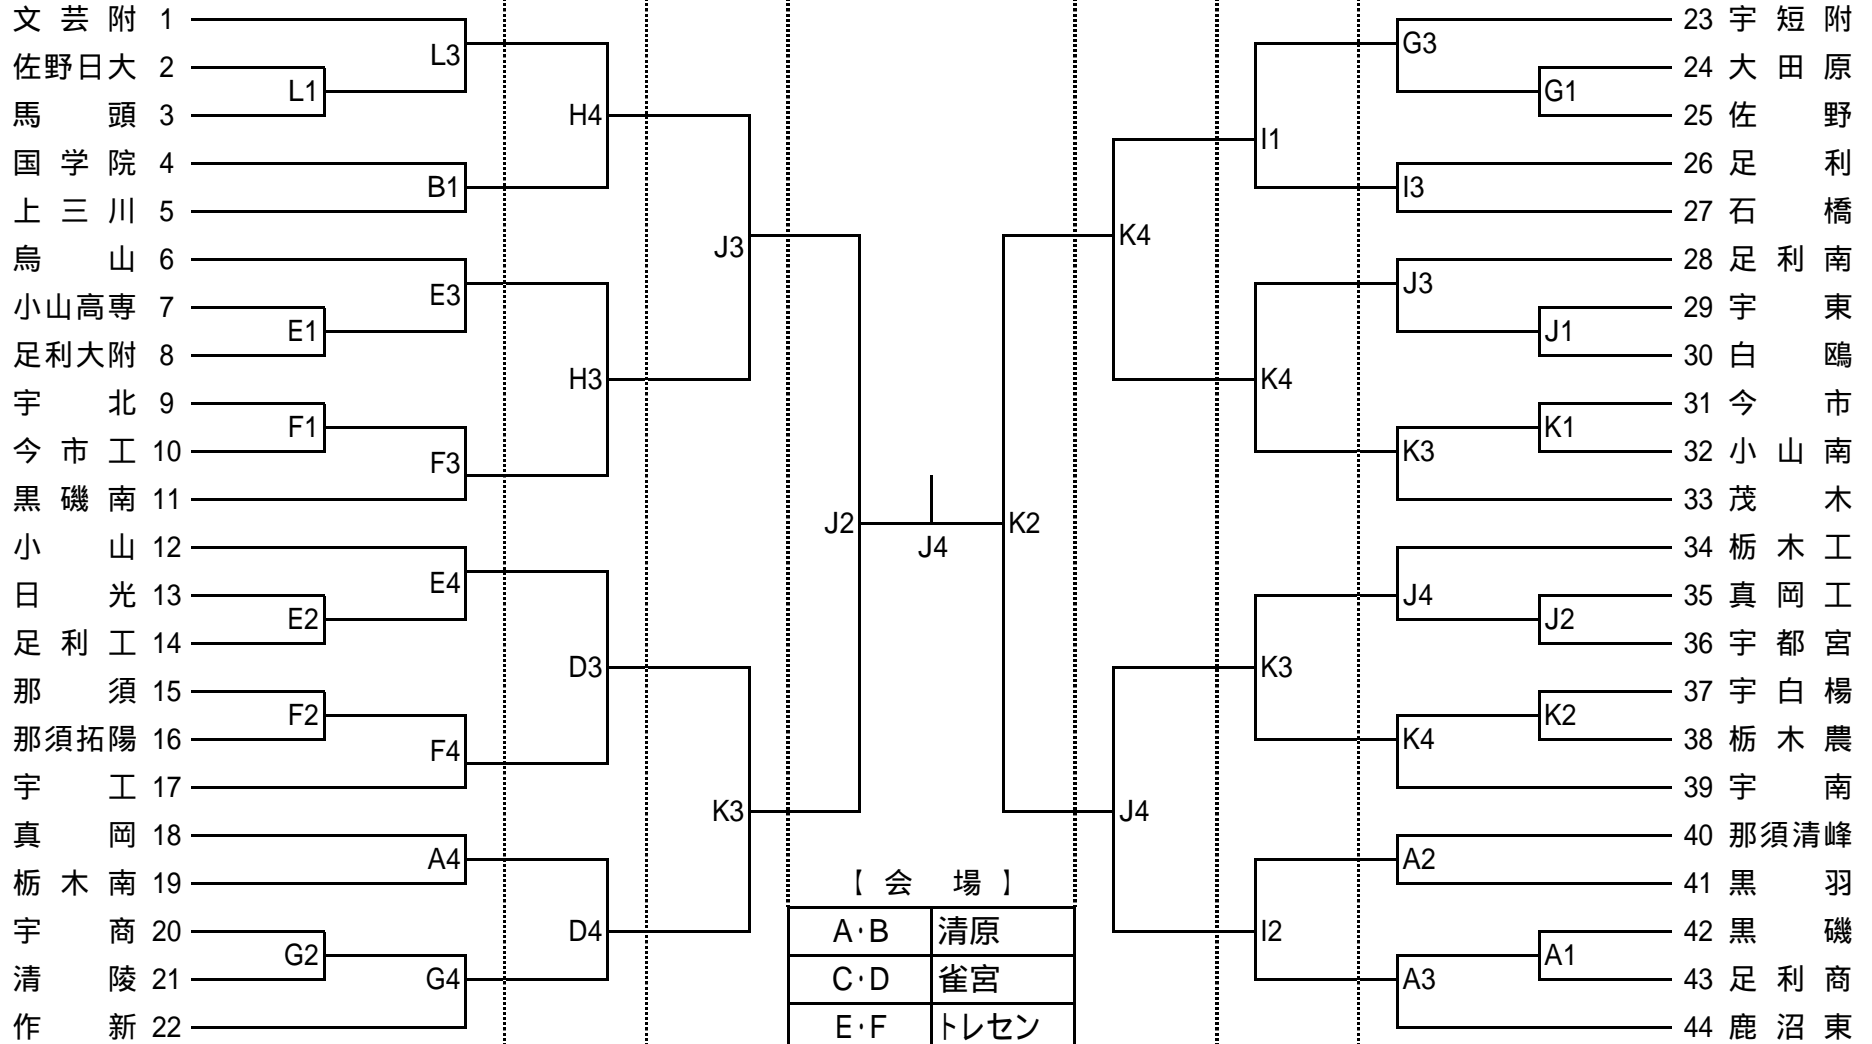 文芸附 1
佐野日大 2
馬頭 3
国学院 4
上三川 5
烏山 6
小山高専 7
足利大附 8
宇北 9
今市工 10
黒磯南 11
小山 12
日光 13
足利工 14
那須 15
那須拓陽 16
宇工 17
真岡 18
栃木南 19
宇商 20
清陵 21
作新 22
L1
E1
F1
E2
F2
G2
L3
B1
E3
F3
E4
F4
A4
G4
H4
H3
D3
D4
J3
K3
J2
J4
K2
K4
J4
I1
K4
K3
I2
G3
I3
J3
K3
J4
K4
A2
A3
G1
J1
K1
J2
K2
A1
23 宇短附
24 大田原
25 佐野
26 足利
27 石橋
28 足利南
29 宇東
30 白鴎
31 今市
32 小山南
33 茂木
34 栃木工
35 真岡工
36 宇都宮
37 宇白楊
38 栃木農
39 宇南
40 那須清峰
41 黒羽
42 黒磯
43 足利商
44 鹿沼東
【会場】
A・B 清原
C・D 雀宮
E・F トレセン